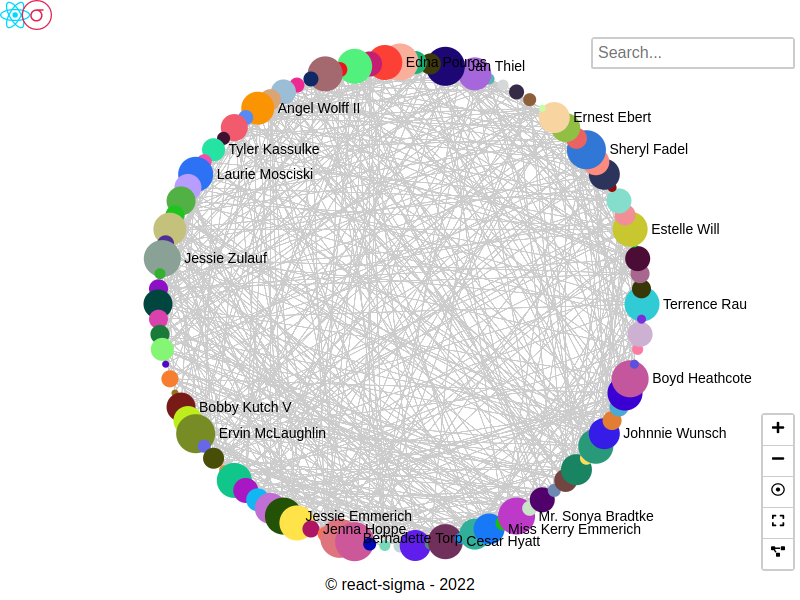 Search...
Edna Pouros
Jan Thiel
Angel Wolff II
Ernest Ebert
Tyler Kassulke
Sheryl Fadel
Laurie Mosciski
Estelle Will
Jessie Zulauf
Terrence Rau
Boyd Heathcote
Bobby Kutch V
Ervin McLaughlin
Johnnie Wunsch
Jessie Emmerich
Mr. Sonya Bradtke
Jenna Hoppe
Miss Kerry Emmerich
Bernadette Torp
Cesar Hyatt
© react-sigma - 2022